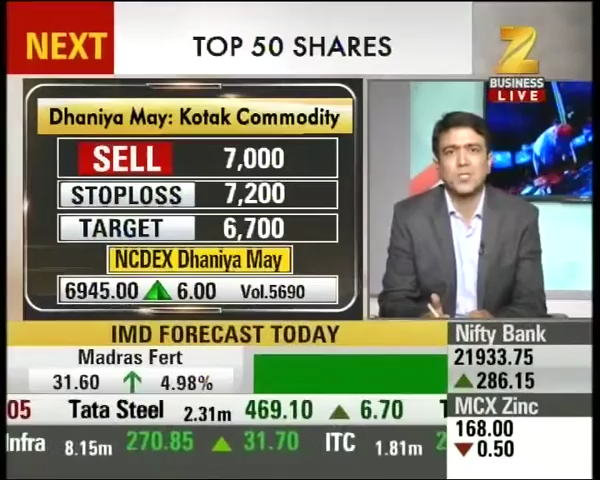 NEXT
TOP 50 SHARES
Z
BUSINESS
LIVE
Dhaniya May: Kotak Commodity
SELL 7,000
STOPLOSS 7,200
TARGET 6,700
NCDEX Dhaniya May
6945.00 6.00 Vol.5690
IMD FORECAST TODAY
Madras Fert
31.60 4.98%
Nifty Bank
21933.75
286.15
05 Tata Steel 2.31m 469.10 6.70
MCX Zinc
168.00
0.50
Infra 8.15m 270.85 31.70 ITC 1.81m 2